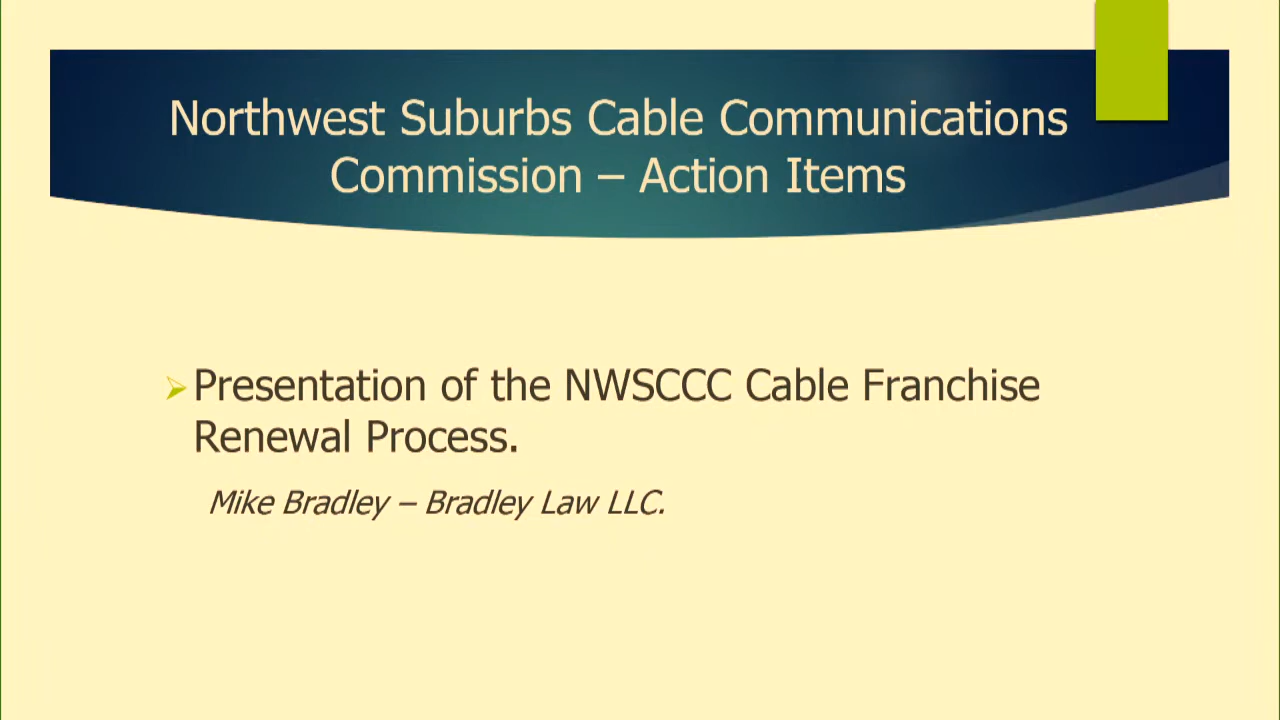 Northwest Suburbs Cable Communications
Commission – Action Items
Presentation of the NWSCCC Cable Franchise
Renewal Process.
Mike Bradley – Bradley Law LLC.